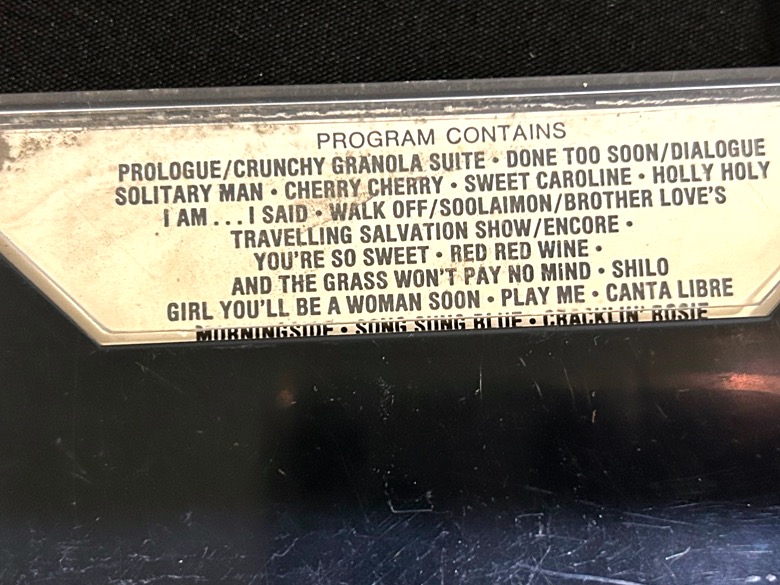 PROGRAM CONTAINS
PROLOGUE/CRUNCHY GRANOLA SUITE • DONE TOO SOON/DIALOGUE
SOLITARY MAN • CHERRY CHERRY • SWEET CAROLINE • HOLLY HOLY
I AM . . . I SAID • WALK OFF/SOOLAIMON/BROTHER LOVE'S
TRAVELLING SALVATION SHOW/ENCORE •
YOU'RE SO SWEET • RED RED WINE •
AND THE GRASS WON'T PAY NO MIND • SHILO
GIRL YOU'LL BE A WOMAN SOON • PLAY ME • CANTA LIBRE
MORNINGSIDE • SONG SUNG BLUE • CRACKLIN' ROSIE